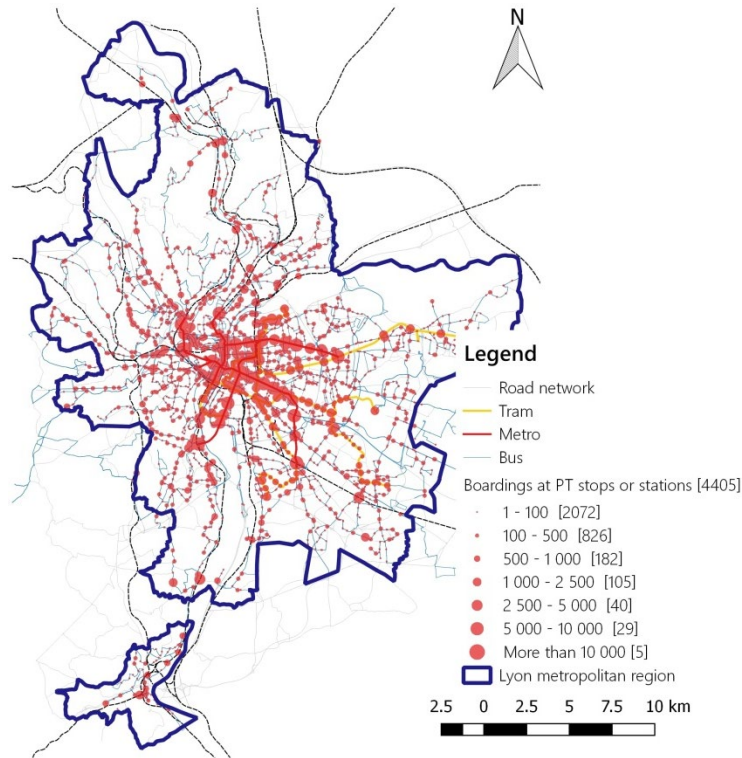 N
Legend
Road network
Tram
Metro
Bus
Boardings at PT stops or stations [4405]
1 - 100 [2072]
100 - 500 [826]
500 - 1 000 [182]
1 000 - 2 500 [105]
2 500 - 5 000 [40]
5 000 - 10 000 [29]
More than 10 000 [5]
Lyon metropolitan region
2.5 0 2.5 5 7.5 10 km